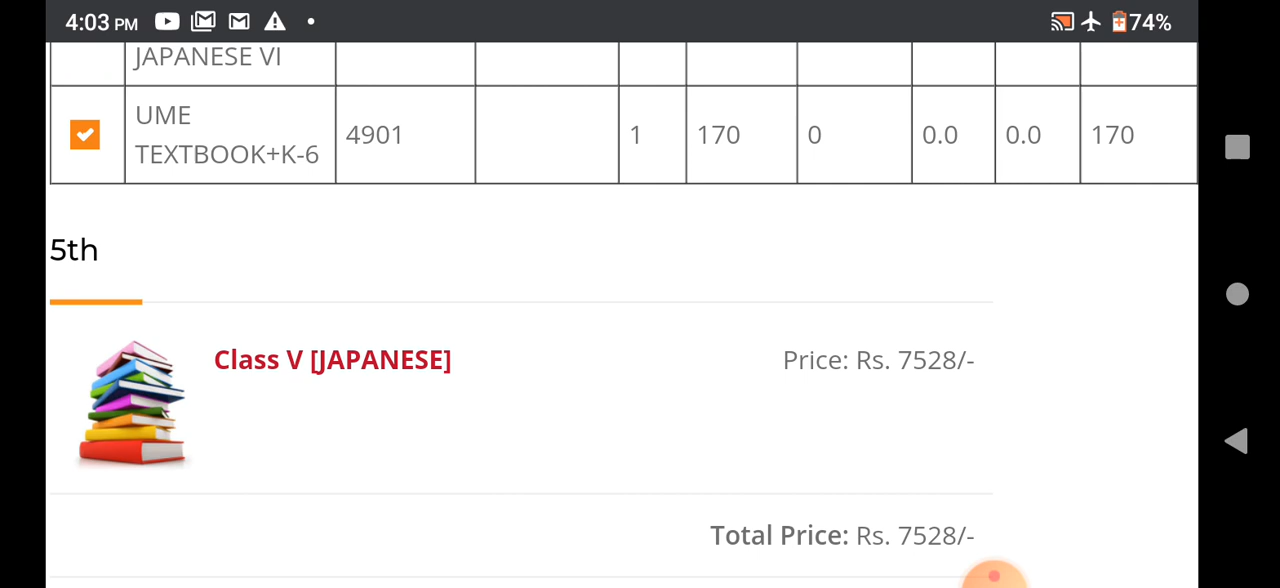 4:03 PM 74%
JAPANESE VI
UME
TEXTBOOK+K-6
4901 1 170 0 0.0 0.0 170
5th
Class V [JAPANESE] Price: Rs. 7528/-
Total Price: Rs. 7528/-